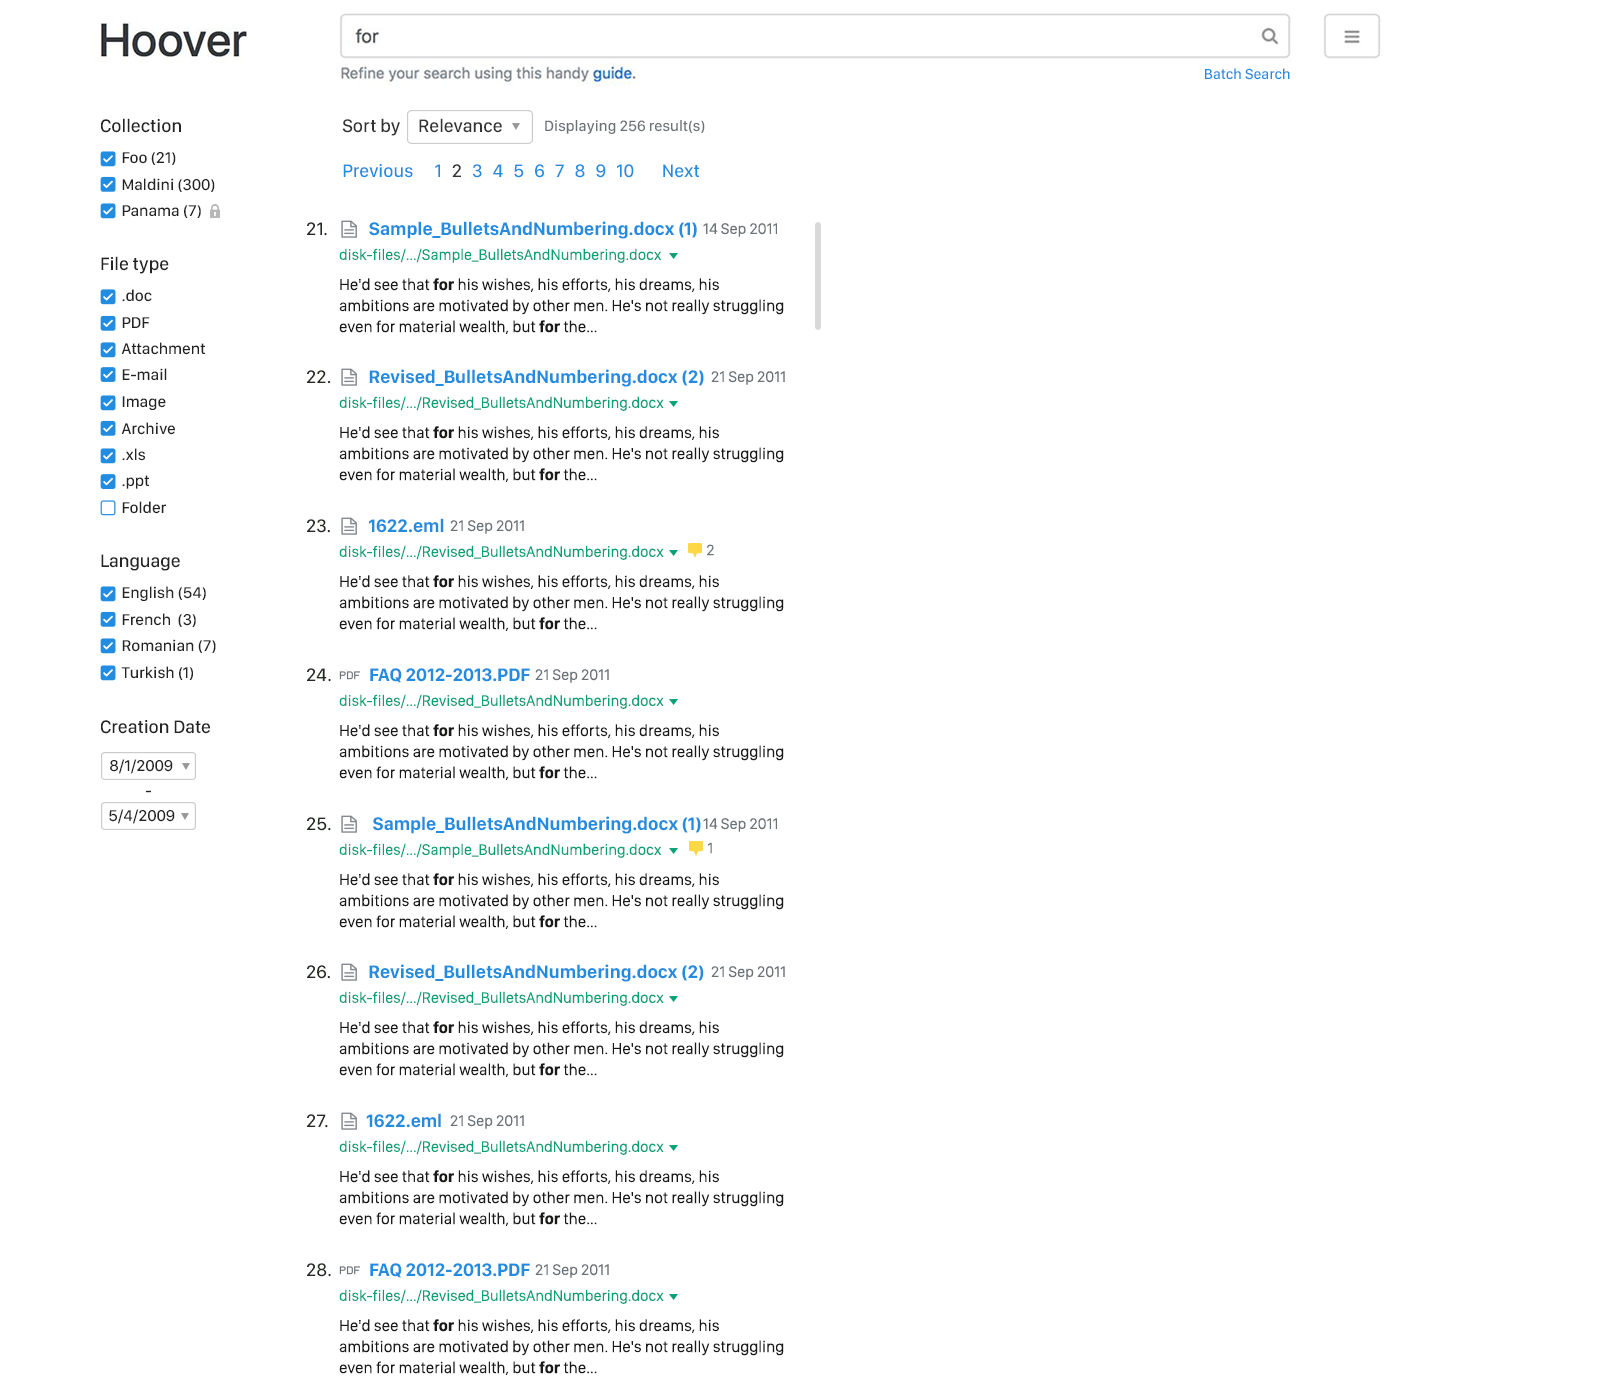 Hoover
for
Refine your search using this handy guide.
Batch Search
Collection
Foo (21)
Maldini (300)
Panama (7)
File type
.doc
PDF
Attachment
E-mail
Image
Archive
.xls
.ppt
Folder
Language
English (54)
French (3)
Romanian (7)
Turkish (1)
Creation Date
8/1/2009
-
5/4/2009
Sort by Relevance Displaying 256 result(s)
Previous 1 2 3 4 5 6 7 8 9 10 Next
21. Sample_BulletsAndNumbering.docx (1) 14 Sep 2011
disk-files/.../Sample_BulletsAndNumbering.docx
He'd see that for his wishes, his efforts, his dreams, his
ambitions are motivated by other men. He's not really struggling
even for material wealth, but for the...
22. Revised_BulletsAndNumbering.docx (2) 21 Sep 2011
disk-files/.../Revised_BulletsAndNumbering.docx
He'd see that for his wishes, his efforts, his dreams, his
ambitions are motivated by other men. He's not really struggling
even for material wealth, but for the...
23. 1622.eml 21 Sep 2011
disk-files/.../Revised_BulletsAndNumbering.docx 2
He'd see that for his wishes, his efforts, his dreams, his
ambitions are motivated by other men. He's not really struggling
even for material wealth, but for the...
24. PDF FAQ 2012-2013.PDF 21 Sep 2011
disk-files/.../Revised_BulletsAndNumbering.docx
He'd see that for his wishes, his efforts, his dreams, his
ambitions are motivated by other men. He's not really struggling
even for material wealth, but for the...
25. Sample_BulletsAndNumbering.docx (1) 14 Sep 2011
disk-files/.../Sample_BulletsAndNumbering.docx 1
He'd see that for his wishes, his efforts, his dreams, his
ambitions are motivated by other men. He's not really struggling
even for material wealth, but for the...
26. Revised_BulletsAndNumbering.docx (2) 21 Sep 2011
disk-files/.../Revised_BulletsAndNumbering.docx
He'd see that for his wishes, his efforts, his dreams, his
ambitions are motivated by other men. He's not really struggling
even for material wealth, but for the...
27. 1622.eml 21 Sep 2011
disk-files/.../Revised_BulletsAndNumbering.docx
He'd see that for his wishes, his efforts, his dreams, his
ambitions are motivated by other men. He's not really struggling
even for material wealth, but for the...
28. PDF FAQ 2012-2013.PDF 21 Sep 2011
disk-files/.../Revised_BulletsAndNumbering.docx
He'd see that for his wishes, his efforts, his dreams, his
ambitions are motivated by other men. He's not really struggling
even for material wealth, but for the...